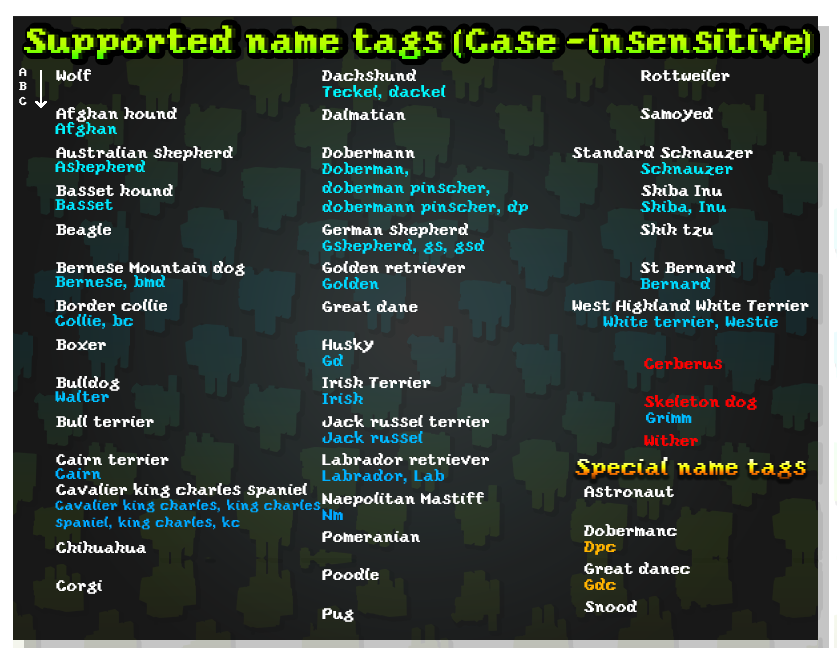 Supported name tags (Case-insensitive)
A
B
C
Wolf
Afghan hound
Afghan
Australian shepherd
Ashepherd
Basset hound
Basset
Beagle
Bernese Mountain dog
Bernese, bmd
Border collie
Collie, bc
Boxer
Bulldog
Walter
Bull terrier
Cairn terrier
Cairn
Cavalier king charles spaniel
Cavalier king charles, king charles
spaniel, king charles, kc
Chihuahua
Corgi
Dachshund
Teckel, dackel
Dalmatian
Dobermann
Doberman,
doberman pinscher,
dobermann pinscher, dp
German shepherd
Gshepherd, gs, gsd
Golden retriever
Golden
Great dane
Husky
Gd
Irish Terrier
Irish
Jack russel terrier
Jack russel
Labrador retriever
Labrador, Lab
Naepolitan Mastiff
Nm
Pomeranian
Poodle
Pug
Rottweiler
Samoyed
Standard Schnauzer
Schnauzer
Shiba Inu
Shiba, Inu
Shih tzu
St Bernard
Bernard
West Highland White Terrier
White terrier, Westie
Cerberus
Skeleton dog
Grimm
Wither
Special name tags
Astronaut
Dobermanc
Dpc
Great danec
Gdc
Snood